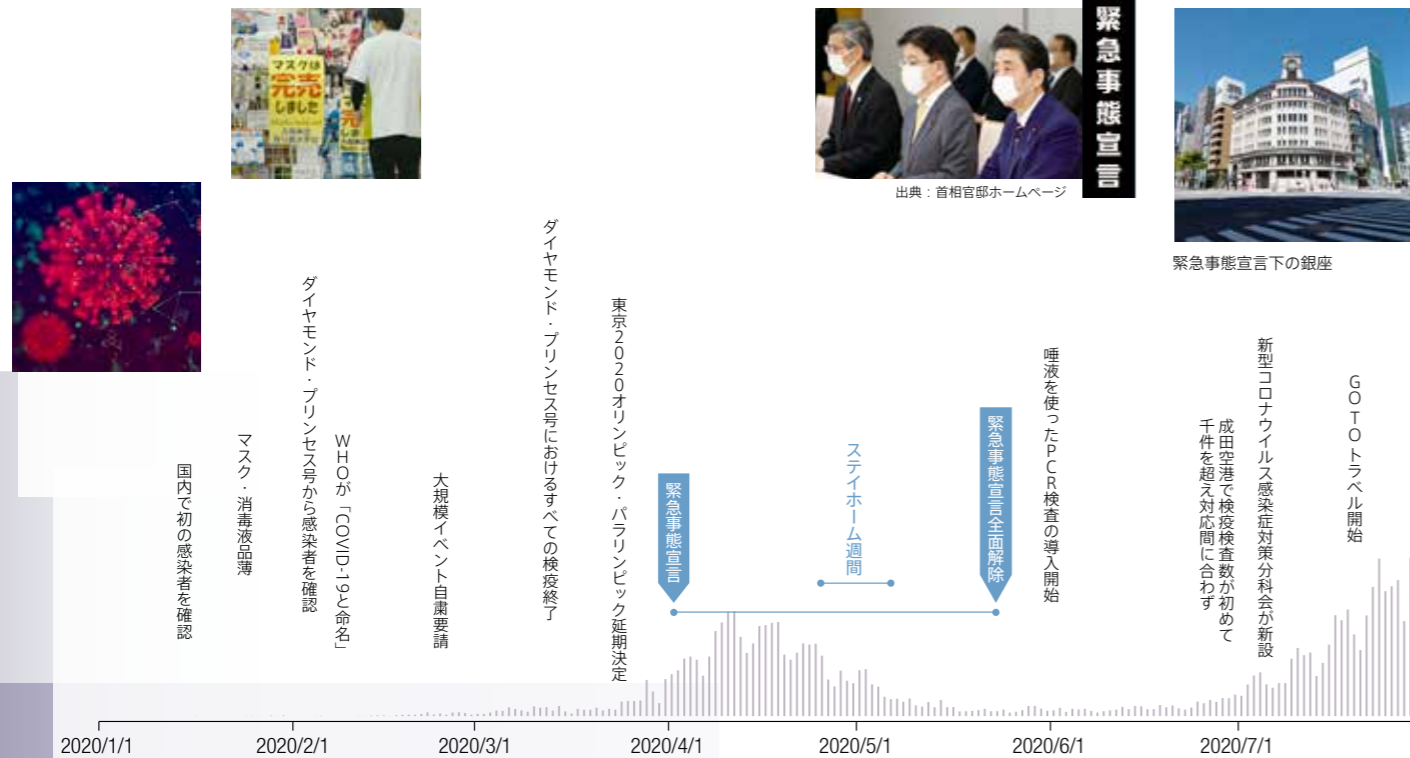 マスクは
完売
しました
緊急事態宣言
出典：首相官邸ホームページ
緊急事態宣言下の銀座
国内で初の感染者を確認
マスク・消毒液品薄
ダイヤモンド・プリンセス号から感染者を確認
WHOが「COVID-19と命名」
大規模イベント自粛要請
ダイヤモンド・プリンセス号におけるすべての検疫終了
東京2020オリンピック・パラリンピック延期決定
緊急事態宣言
ステイホーム週間
緊急事態宣言全面解除
唾液を使ったPCR検査の導入開始
成田空港で検疫検査数が初めて
千件を超え対応間に合わず
新型コロナウイルス感染症対策分科会が新設
GO TO トラベル開始
2020/1/1
2020/2/1
2020/3/1
2020/4/1
2020/5/1
2020/6/1
2020/7/1